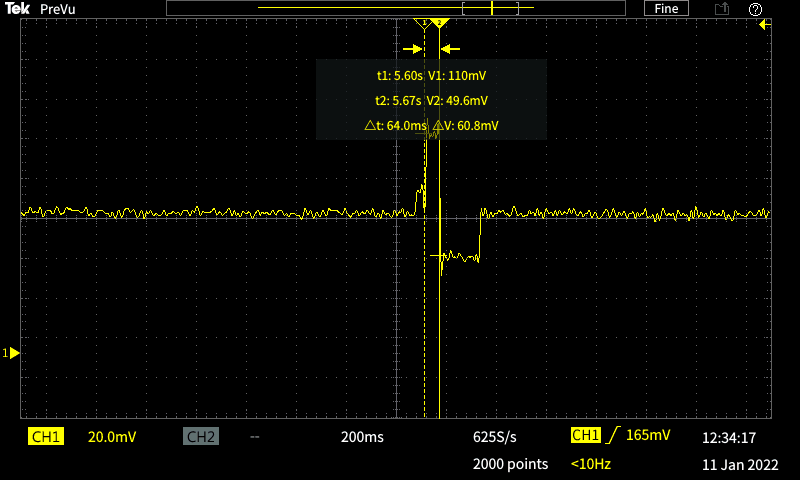 Tek PreVu Fine ?
1 2
t1: 5.60s V1: 110mV
t2: 5.67s V2: 49.6mV
△t: 64.0ms △V: 60.8mV
1
CH1 20.0mV CH2 -- 200ms 625S/s CH1 165mV 12:34:17
2000 points <10Hz 11 Jan 2022